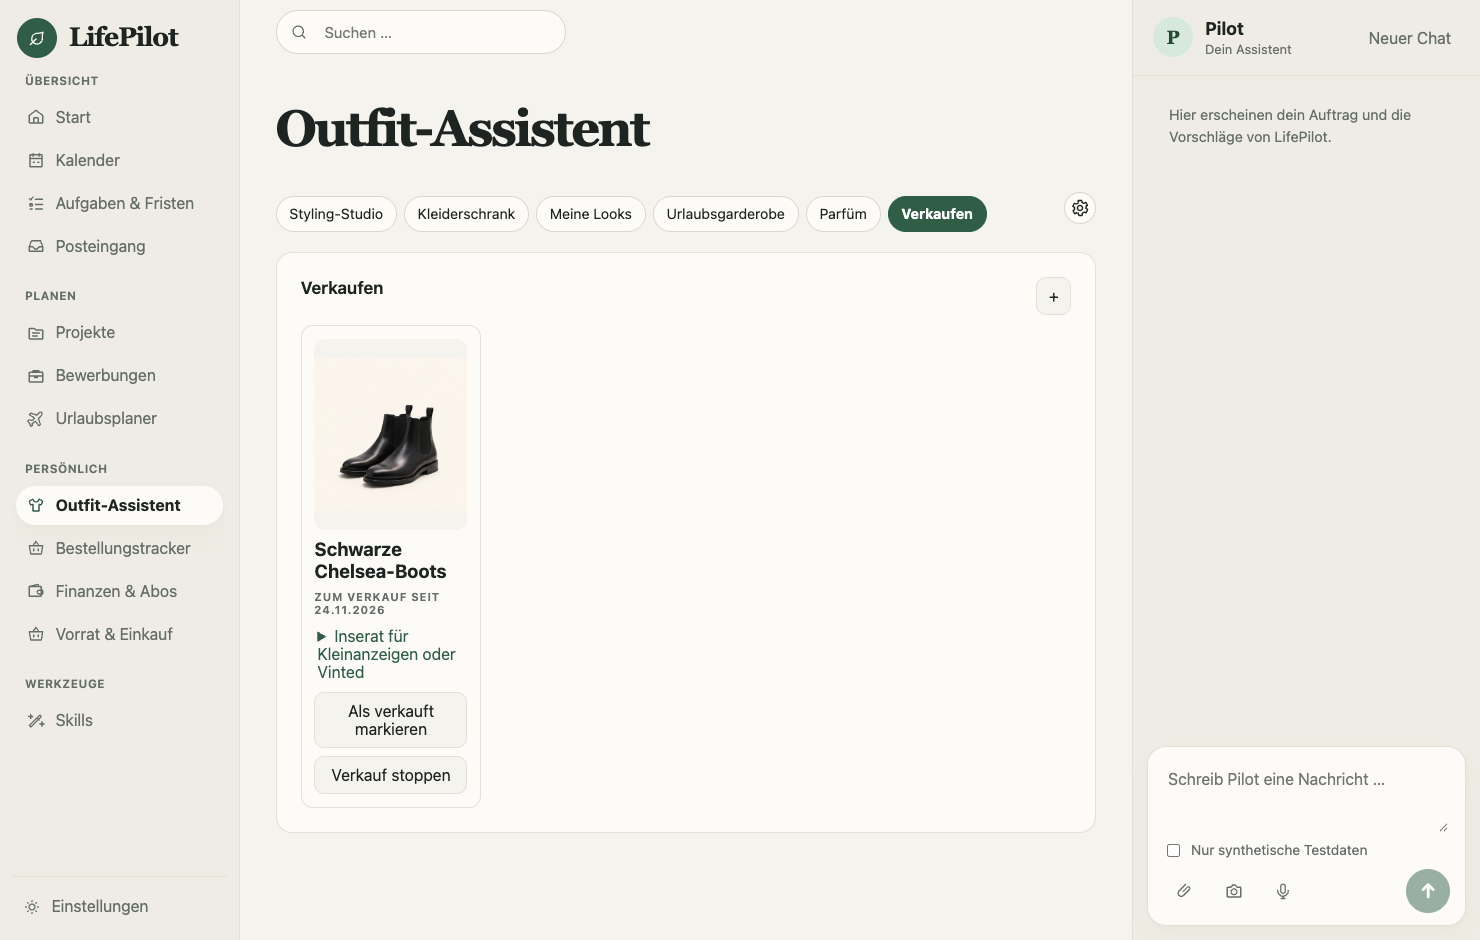 LifePilot
ÜBERSICHT
Start
Kalender
Aufgaben & Fristen
Posteingang
PLANEN
Projekte
Bewerbungen
Urlaubsplaner
PERSÖNLICH
Outfit-Assistent
Bestellungstracker
Finanzen & Abos
Vorrat & Einkauf
WERKZEUGE
Skills
Einstellungen
Suchen ...
Outfit-Assistent
Styling-Studio
Kleiderschrank
Meine Looks
Urlaubsgarderobe
Parfüm
Verkaufen
Verkaufen
+
Schwarze
Chelsea-Boots
ZUM VERKAUF SEIT
24.11.2026
Inserat für
Kleinanzeigen oder
Vinted
Als verkauft
markieren
Verkauf stoppen
P
Pilot
Dein Assistent
Neuer Chat
Hier erscheinen dein Auftrag und die
Vorschläge von LifePilot.
Schreib Pilot eine Nachricht ...
Nur synthetische Testdaten